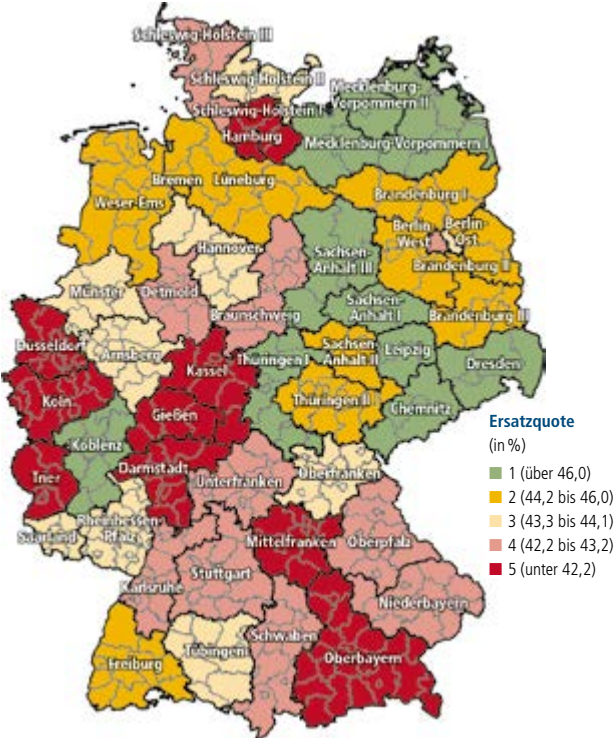 Schleswig-Holstein III
Schleswig-Holstein II
Mecklenburg-
Vorpommern II
Schleswig-Holstein I
Hamburg
Mecklenburg-Vorpommern I
Bremen
Lüneburg
Brandenburg I
Weser-Ems
Berlin-
West
Berlin-
Ost
Hannover
Sachsen-
Anhalt III
Brandenburg II
Münster
Detmold
Sachsen-
Anhalt I
Braunschweig
Brandenburg III
Düsseldorf
Arnsberg
Kassel
Thüringen I
Sachsen-
Anhalt II
Leipzig
Dresden
Köln
Gießen
Thüringen II
Chemnitz
Koblenz
Trier
Darmstadt
Unterfranken
Oberfranken
Rheinhessen-
Pfalz
Saarland
Mittelfranken
Oberpfalz
Karlsruhe
Stuttgart
Niederbayern
Schwaben
Tübingen
Freiburg
Oberbayern
Ersatzquote
(in %)
1 (über 46,0)
2 (44,2 bis 46,0)
3 (43,3 bis 44,1)
4 (42,2 bis 43,2)
5 (unter 42,2)